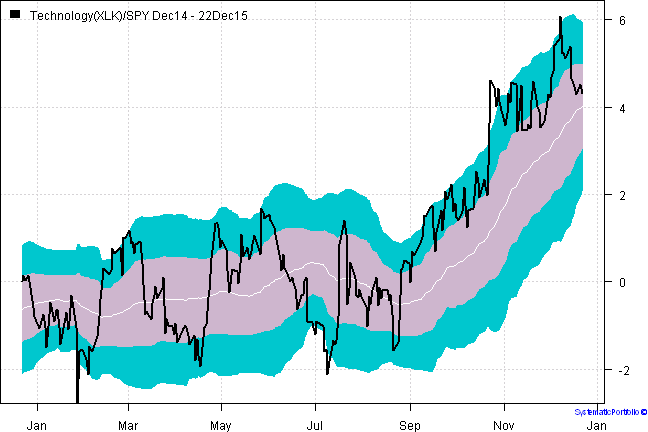 Technology(XLK)/SPY Dec14 - 22Dec15
6
4
2
0
-2
SystematicPortfolio ©
Jan Mar May Jul Sep Nov Jan